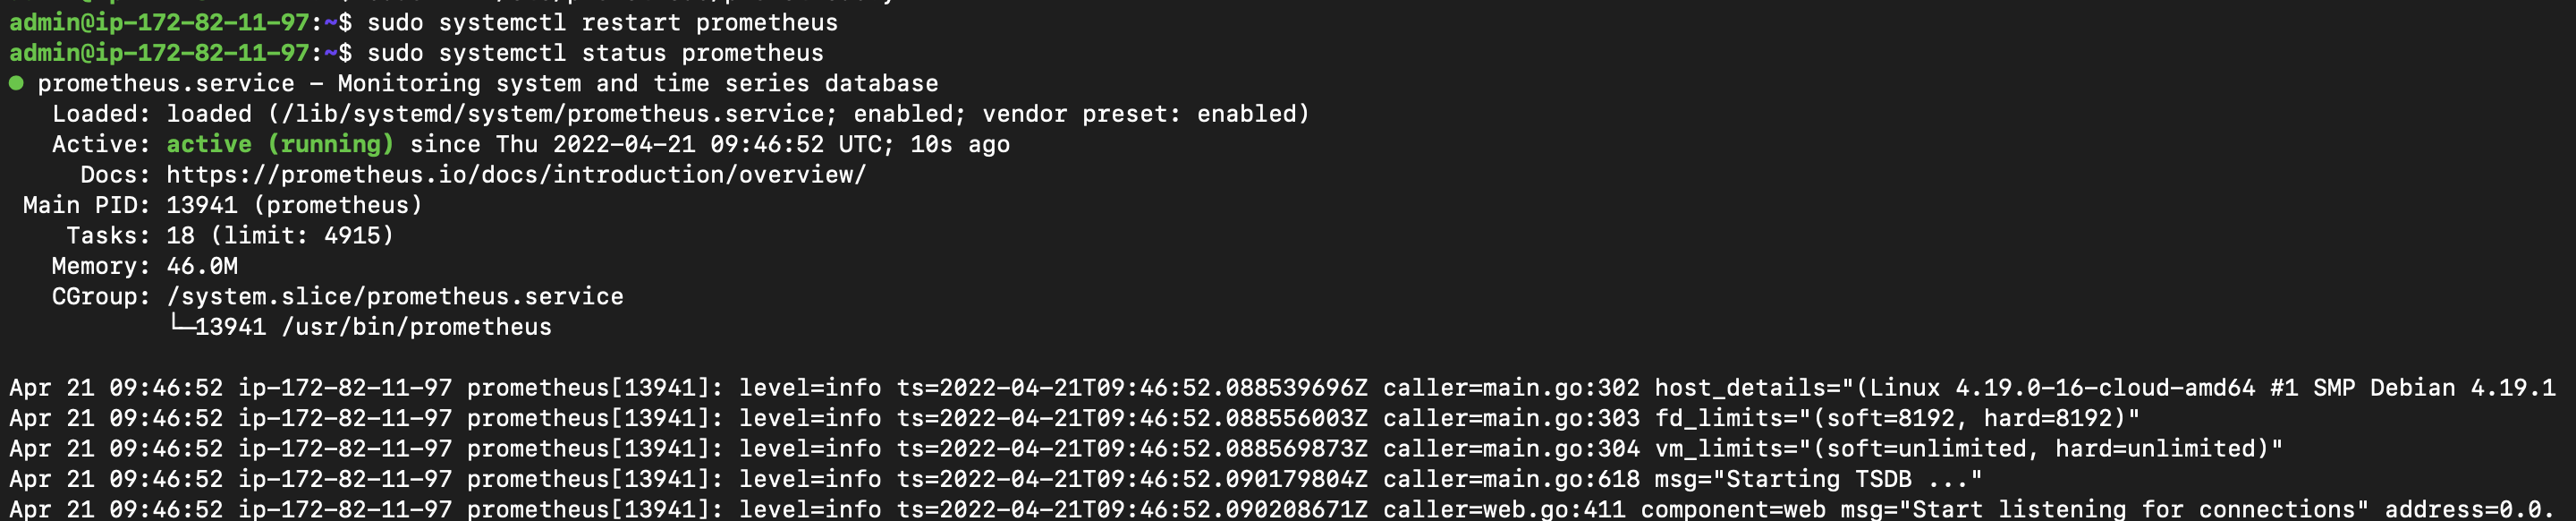 admin@ip-172-82-11-97:~$ sudo systemctl restart prometheus
admin@ip-172-82-11-97:~$ sudo systemctl status prometheus
● prometheus.service – Monitoring system and time series database
   Loaded: loaded (/lib/systemd/system/prometheus.service; enabled; vendor preset: enabled)
   Active: active (running) since Thu 2022-04-21 09:46:52 UTC; 10s ago
     Docs: https://prometheus.io/docs/introduction/overview/
 Main PID: 13941 (prometheus)
    Tasks: 18 (limit: 4915)
   Memory: 46.0M
   CGroup: /system.slice/prometheus.service
           └─13941 /usr/bin/prometheus
Apr 21 09:46:52 ip-172-82-11-97 prometheus[13941]: level=info ts=2022-04-21T09:46:52.088539696Z caller=main.go:302 host_details="(Linux 4.19.0-16-cloud-amd64 #1 SMP Debian 4.19.1
Apr 21 09:46:52 ip-172-82-11-97 prometheus[13941]: level=info ts=2022-04-21T09:46:52.088556003Z caller=main.go:303 fd_limits="(soft=8192, hard=8192)"
Apr 21 09:46:52 ip-172-82-11-97 prometheus[13941]: level=info ts=2022-04-21T09:46:52.088569873Z caller=main.go:304 vm_limits="(soft=unlimited, hard=unlimited)"
Apr 21 09:46:52 ip-172-82-11-97 prometheus[13941]: level=info ts=2022-04-21T09:46:52.090179804Z caller=main.go:618 msg="Starting TSDB ..."
Apr 21 09:46:52 ip-172-82-11-97 prometheus[13941]: level=info ts=2022-04-21T09:46:52.090208671Z caller=web.go:411 component=web msg="Start listening for connections" address=0.0.